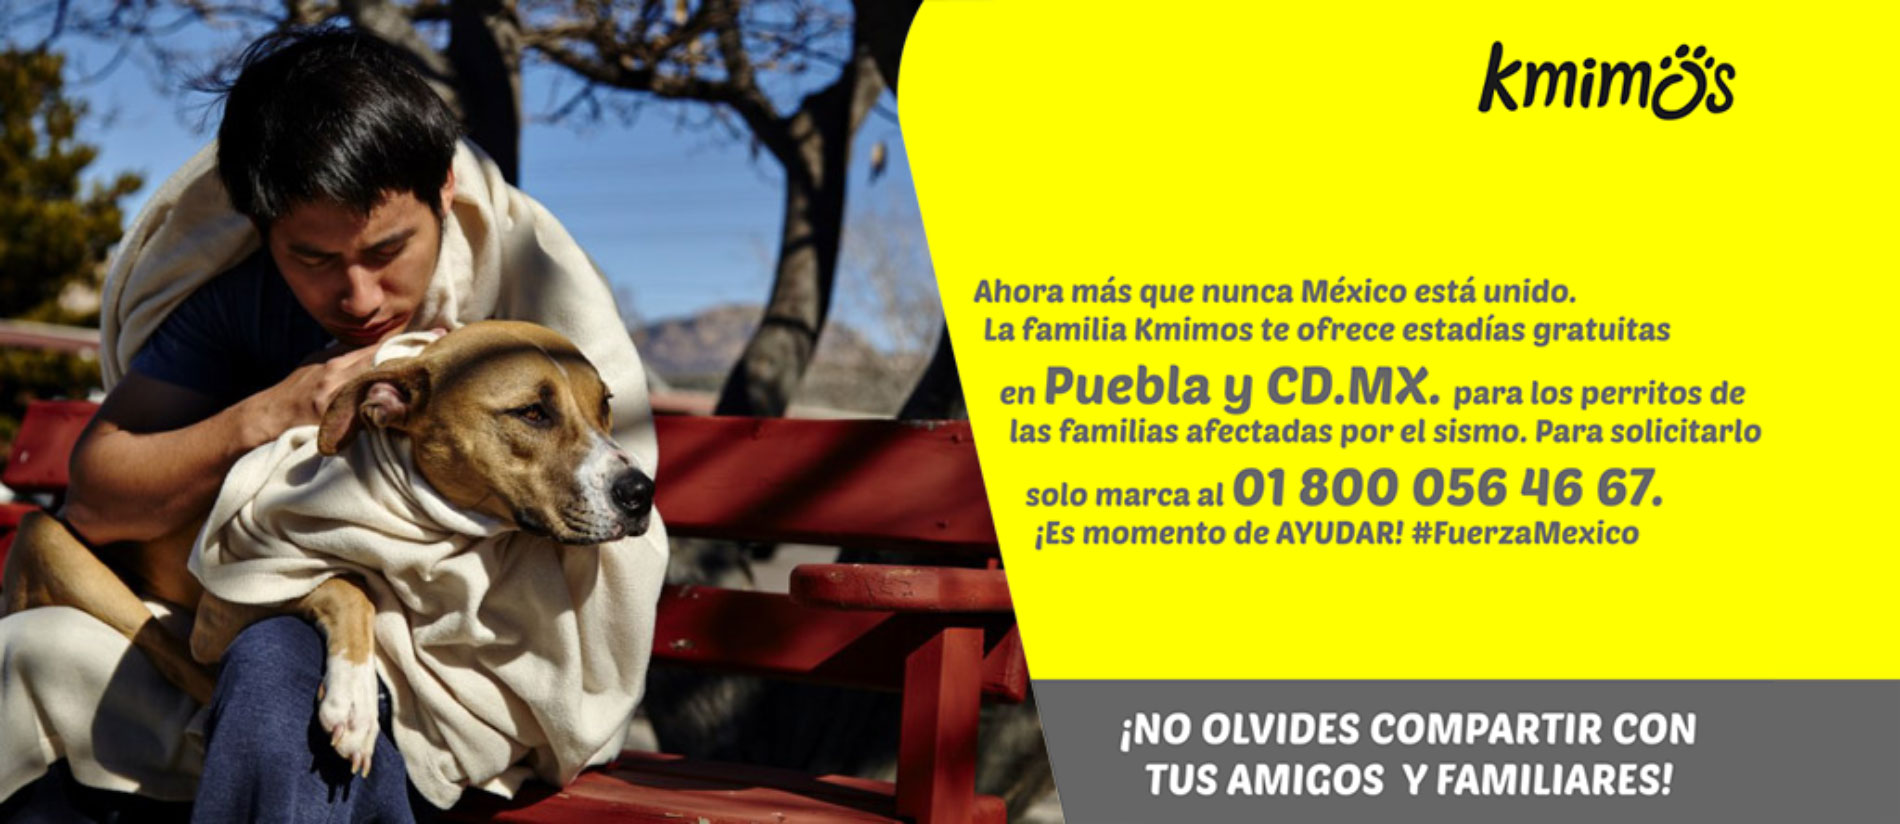 kmimos
Ahora más que nunca México está unido.
La familia Kmimos te ofrece estadías gratuitas
en Puebla y CD.MX. para los perritos de
las familias afectadas por el sismo. Para solicitarlo
solo marca al 01 800 056 46 67.
¡Es momento de AYUDAR! #FuerzaMexico
¡NO OLVIDES COMPARTIR CON
TUS AMIGOS Y FAMILIARES!